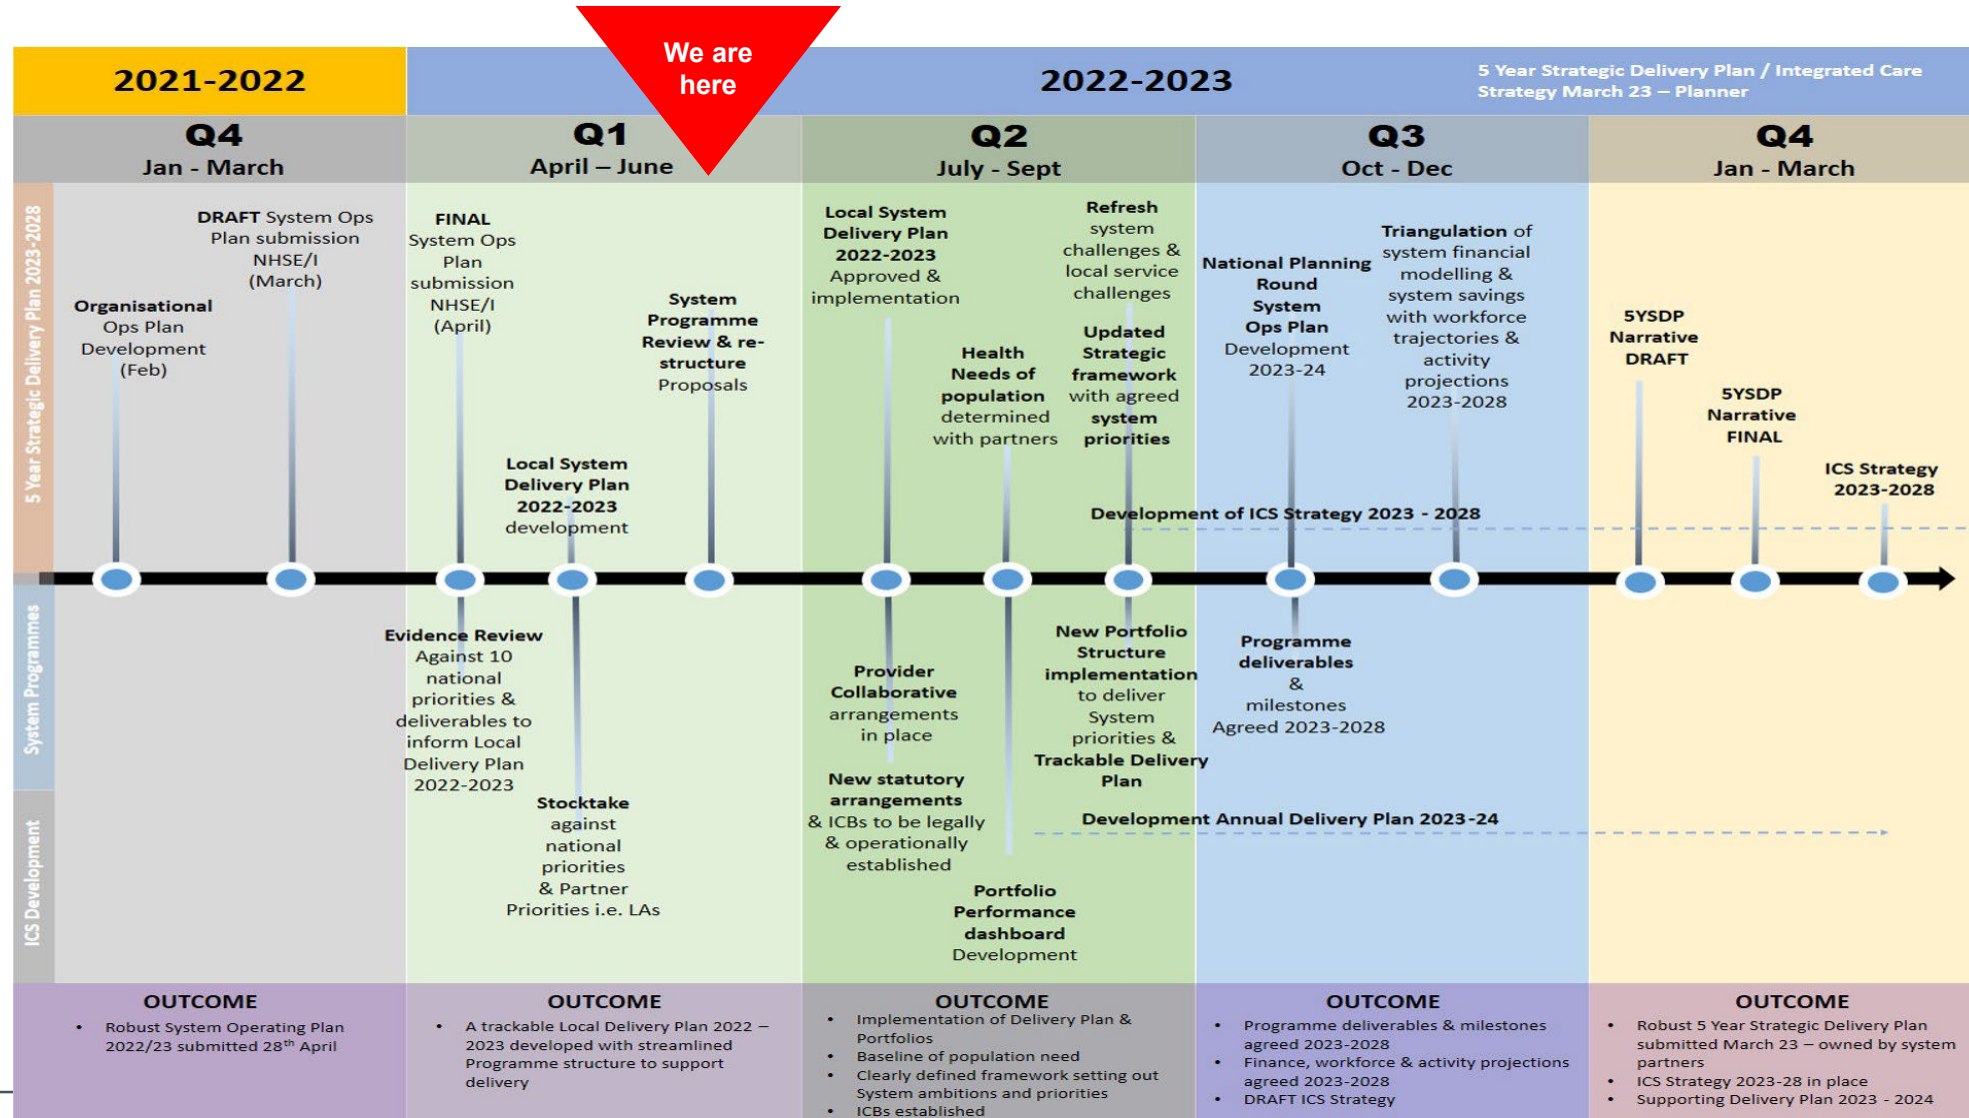 We are
here
2021-2022
2022-2023
5 Year Strategic Delivery Plan / Integrated Care
Strategy March 23 – Planner
Q4
Jan - March
Q1
April – June
Q2
July - Sept
Q3
Oct - Dec
Q4
Jan - March
5 Year Strategic Delivery Plan 2023-2028
Organisational
Ops Plan
Development
(Feb)
DRAFT System Ops
Plan submission
NHSE/I
(March)
FINAL
System Ops
Plan
submission
NHSE/I
(April)
Local System
Delivery Plan
2022-2023
development
System
Programme
Review & re-
structure
Proposals
Local System
Delivery Plan
2022-2023
Approved &
implementation
Health
Needs of
population
determined
with partners
Refresh
system
challenges &
local service
challenges
Updated
Strategic
framework
with agreed
system
priorities
National Planning
Round
System
Ops Plan
Development
2023-24
Triangulation of
system financial
modelling &
system savings
with workforce
trajectories &
activity
projections
2023-2028
Development of ICS Strategy 2023 - 2028
5YSDP
Narrative
DRAFT
5YSDP
Narrative
FINAL
ICS Strategy
2023-2028
System Programmes
Evidence Review
Against 10
national
priorities &
deliverables to
inform Local
Delivery Plan
2022-2023
Stocktake
against
national
priorities
& Partner
Priorities i.e. LAs
Provider
Collaborative
arrangements
in place
New statutory
arrangements
& ICBs to be legally
& operationally
established
Portfolio
Performance
dashboard
Development
New Portfolio
Structure
implementation
to deliver
System
priorities &
Trackable Delivery
Plan
Programme
deliverables
&
milestones
Agreed 2023-2028
Development Annual Delivery Plan 2023-24
ICS Development
OUTCOME
• Robust System Operating Plan
2022/23 submitted 28th April
OUTCOME
• A trackable Local Delivery Plan 2022 –
2023 developed with streamlined
Programme structure to support
delivery
OUTCOME
• Implementation of Delivery Plan &
Portfolios
• Baseline of population need
• Clearly defined framework setting out
System ambitions and priorities
• ICBs established
OUTCOME
• Programme deliverables & milestones
agreed 2023-2028
• Finance, workforce & activity projections
agreed 2023-2028
• DRAFT ICS Strategy
OUTCOME
• Robust 5 Year Strategic Delivery Plan
submitted March 23 – owned by system
partners
• ICS Strategy 2023-28 in place
• Supporting Delivery Plan 2023 - 2024